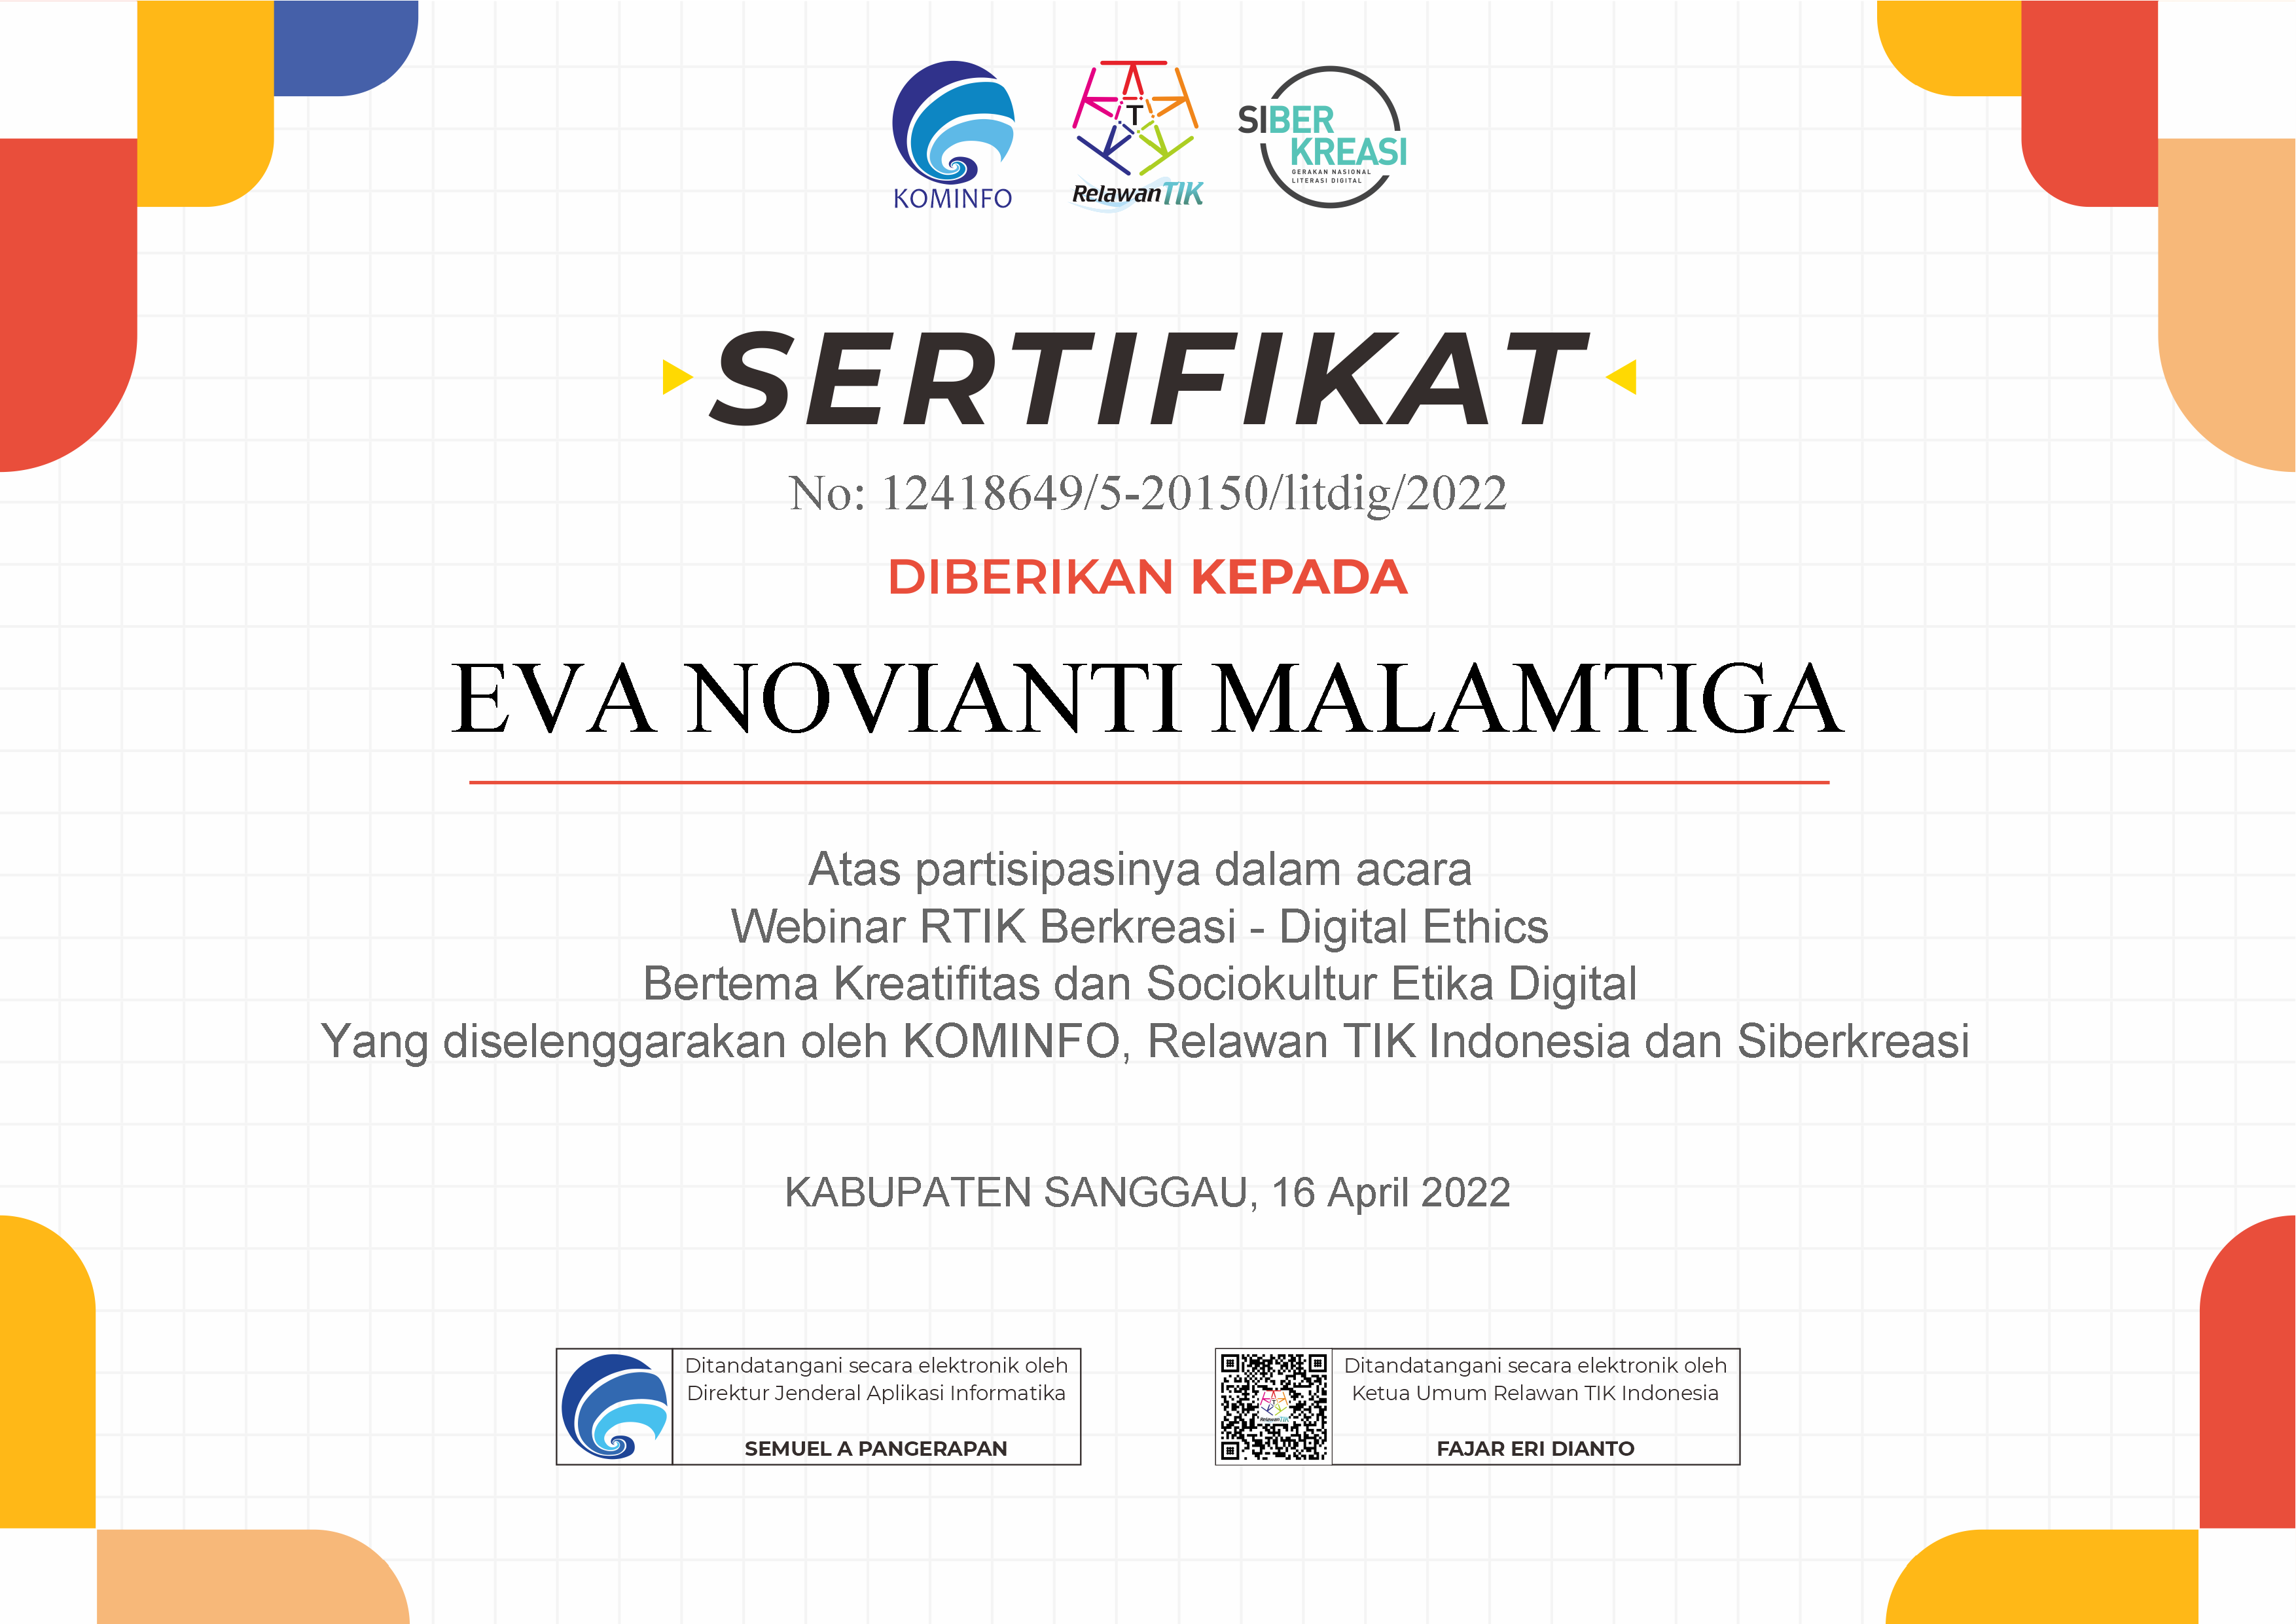 KOMINFO
T
RelawanTIK
SIBER
KREASI
GERAKAN NASIONAL
LITERASI DIGITAL
SERTIFIKAT
No: 12418649/5-20150/litdig/2022
DIBERIKAN KEPADA
EVA NOVIANTI MALAMTIGA
Atas partisipasinya dalam acara
Webinar RTIK Berkreasi - Digital Ethics
Bertema Kreatifitas dan Sociokultur Etika Digital
Yang diselenggarakan oleh KOMINFO, Relawan TIK Indonesia dan Siberkreasi
KABUPATEN SANGGAU, 16 April 2022
Ditandatangani secara elektronik oleh
Direktur Jenderal Aplikasi Informatika
SEMUEL A PANGERAPAN
RelawanTIK
Ditandatangani secara elektronik oleh
Ketua Umum Relawan TIK Indonesia
FAJAR ERI DIANTO